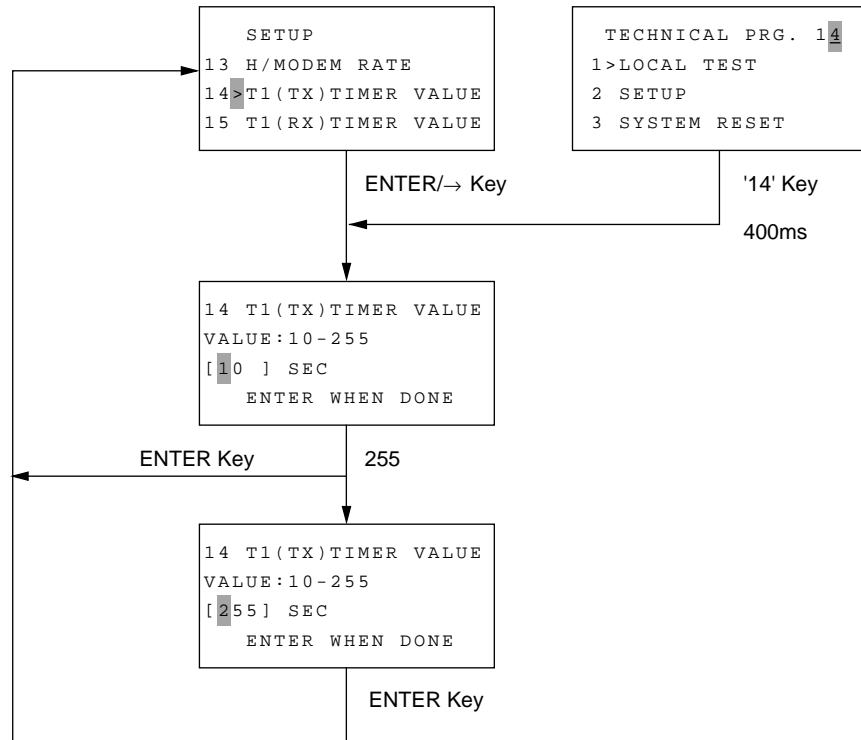 SETUP
13 H/MODEM RATE
14>T1(TX)TIMER VALUE
15 T1(RX)TIMER VALUE
TECHNICAL PRG. 14
1>LOCAL TEST
2 SETUP
3 SYSTEM RESET
ENTER/→ Key
'14' Key
400ms
14 T1(TX)TIMER VALUE
VALUE:10-255
[10 ] SEC
ENTER WHEN DONE
ENTER Key
255
14 T1(TX)TIMER VALUE
VALUE:10-255
[255] SEC
ENTER WHEN DONE
ENTER Key